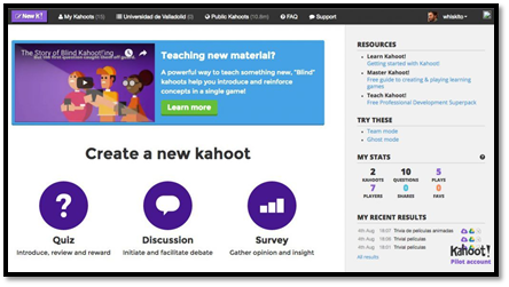 New it!
My Kahoots (15)
Universidad de Valladolid (0)
Public Kahoots (10.8m)
FAQ
Support
whiskito
The Story of Blind Kahoot!'ing...
Teaching new material?
A powerful way to teach something new, "Blind"
kahoots help you introduce and reinforce
concepts in a single game!
Learn more
Create a new kahoot
Quiz
Introduce, review and reward
Discussion
Initiate and facilitate debate
Survey
Gather opinion and insight
RESOURCES
Learn Kahoot!
Getting started with Kahoot!
Master Kahoot!
Free guide to creating & playing learning
games
Teach Kahoot!
Free Professional Development Superpack
TRY THESE
Team mode
Ghost mode
MY STATS
2 10 5
KAHOOTS QUESTIONS PLAYS
7 0 0
PLAYERS SHARES FAVS
MY RECENT RESULTS
4th Aug 18:07 Trivia de películas animadas
4th Aug Trivial películas
4th Aug Trivial películas
All results
Kahoot!
Pilot account